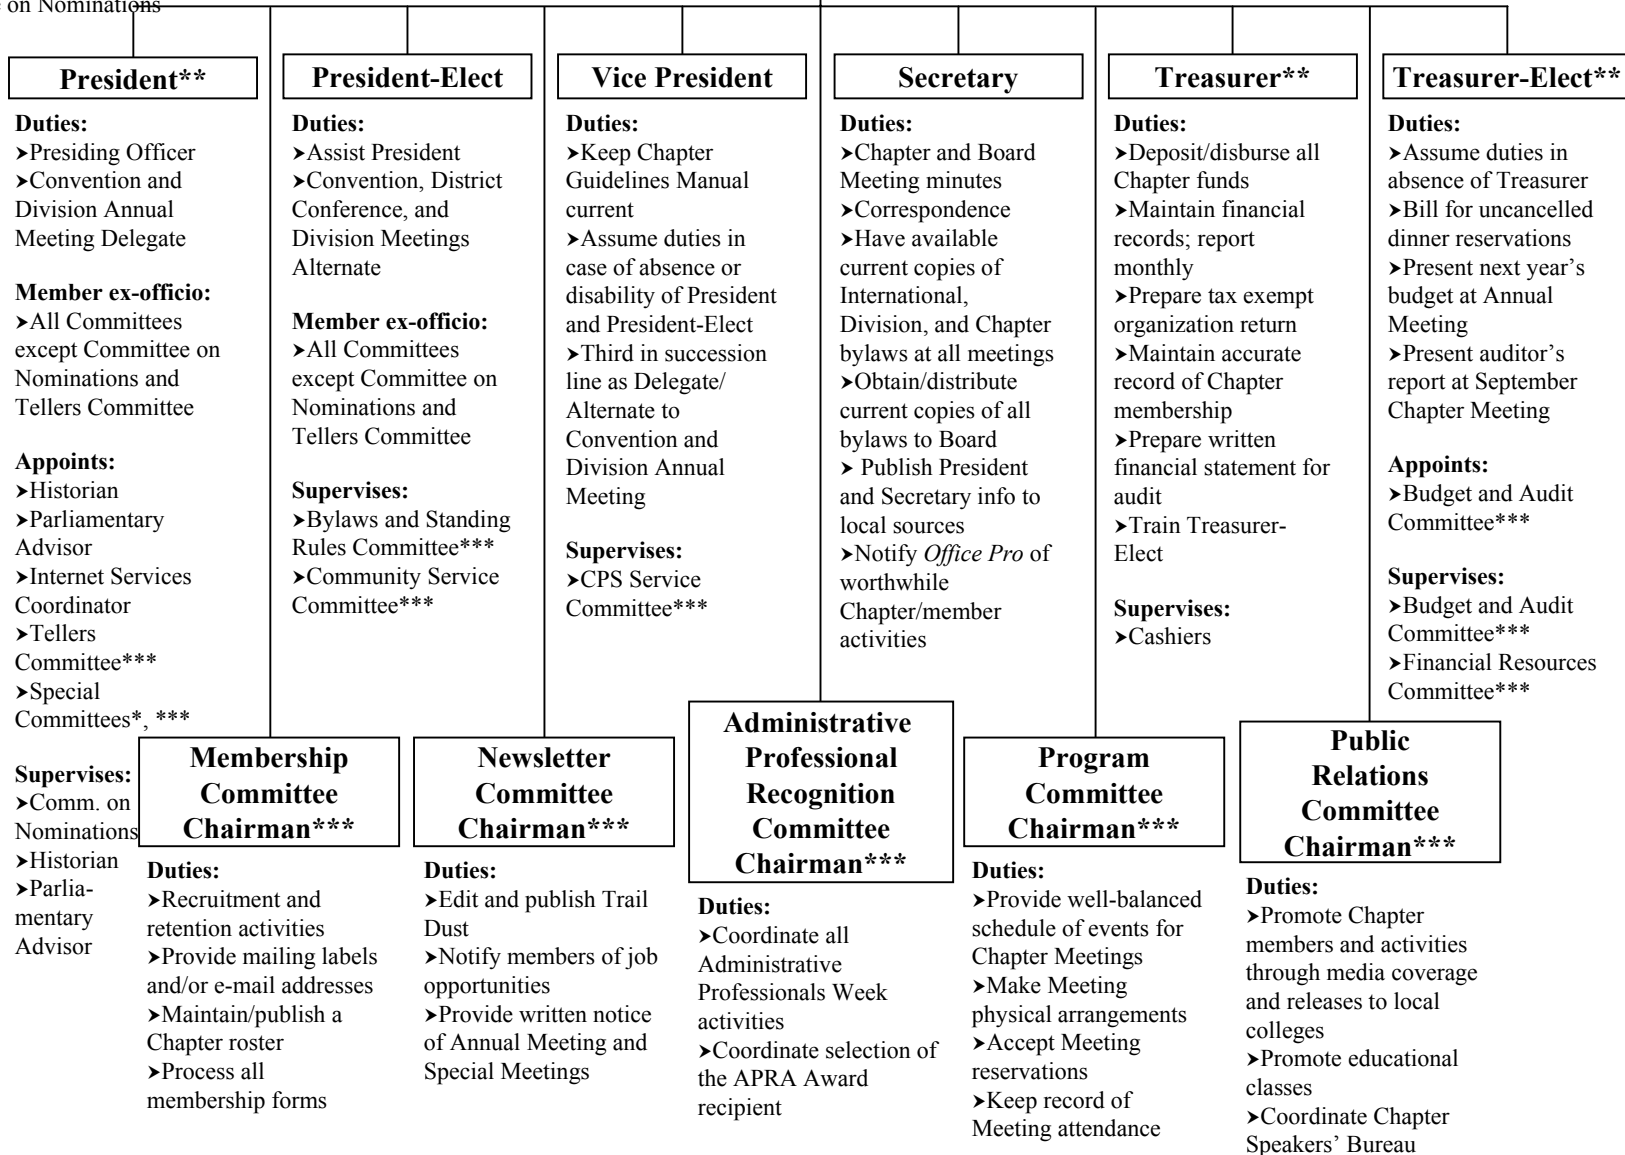 on Nominations
President**
Duties:
➤Presiding Officer
➤Convention and
Division Annual
Meeting Delegate
Member ex-officio:
➤All Committees
except Committee on
Nominations and
Tellers Committee
Appoints:
➤Historian
➤Parliamentary
Advisor
➤Internet Services
Coordinator
➤Tellers
Committee***
➤Special
Committees*, ***
Supervises:
➤Comm. on
Nominations
➤Historian
➤Parlia-
mentary
Advisor
President-Elect
Duties:
➤Assist President
➤Convention, District
Conference, and
Division Meetings
Alternate
Member ex-officio:
➤All Committees
except Committee on
Nominations and
Tellers Committee
Supervises:
➤Bylaws and Standing
Rules Committee***
➤Community Service
Committee***
Vice President
Duties:
➤Keep Chapter
Guidelines Manual
current
➤Assume duties in
case of absence or
disability of President
and President-Elect
➤Third in succession
line as Delegate/
Alternate to
Convention and
Division Annual
Meeting
Supervises:
➤CPS Service
Committee***
Secretary
Duties:
➤Chapter and Board
Meeting minutes
➤Correspondence
➤Have available
current copies of
International,
Division, and Chapter
bylaws at all meetings
➤Obtain/distribute
current copies of all
bylaws to Board
➤ Publish President
and Secretary info to
local sources
➤Notify Office Pro of
worthwhile
Chapter/member
activities
Treasurer**
Duties:
➤Deposit/disburse all
Chapter funds
➤Maintain financial
records; report
monthly
➤Prepare tax exempt
organization return
➤Maintain accurate
record of Chapter
membership
➤Prepare written
financial statement for
audit
➤Train Treasurer-
Elect
Supervises:
➤Cashiers
Treasurer-Elect**
Duties:
➤Assume duties in
absence of Treasurer
➤Bill for uncancelled
dinner reservations
➤Present next year’s
budget at Annual
Meeting
➤Present auditor’s
report at September
Chapter Meeting
Appoints:
➤Budget and Audit
Committee***
Supervises:
➤Budget and Audit
Committee***
➤Financial Resources
Committee***
Membership
Committee
Chairman***
Duties:
➤Recruitment and
retention activities
➤Provide mailing labels
and/or e-mail addresses
➤Maintain/publish a
Chapter roster
➤Process all
membership forms
Newsletter
Committee
Chairman***
Duties:
➤Edit and publish Trail
Dust
➤Notify members of job
opportunities
➤Provide written notice
of Annual Meeting and
Special Meetings
Administrative
Professional
Recognition
Committee
Chairman***
Duties:
➤Coordinate all
Administrative
Professionals Week
activities
➤Coordinate selection of
the APRA Award
recipient
Program
Committee
Chairman***
Duties:
➤Provide well-balanced
schedule of events for
Chapter Meetings
➤Make Meeting
physical arrangements
➤Accept Meeting
reservations
➤Keep record of
Meeting attendance
Public
Relations
Committee
Chairman***
Duties:
➤Promote Chapter
members and activities
through media coverage
and releases to local
colleges
➤Promote educational
classes
➤Coordinate Chapter
Speakers’ Bureau